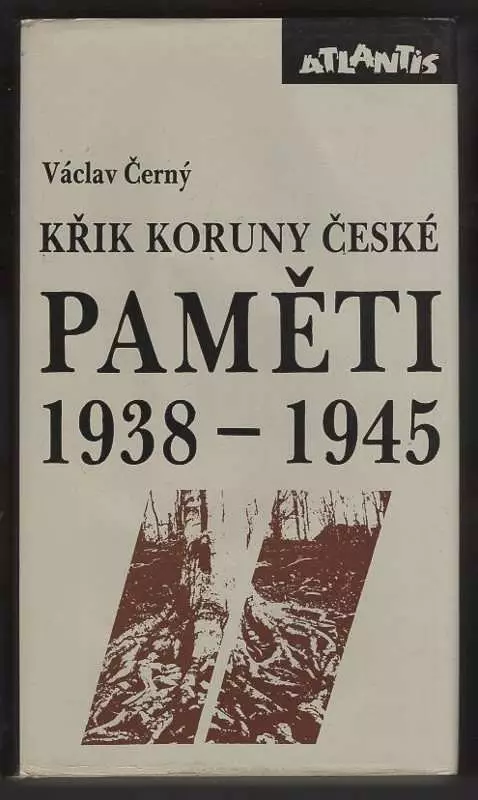 ATLANTIS
Václav Černý
KŘIK KORUNY ČESKÉ
PAMĚTI
1938 – 1945